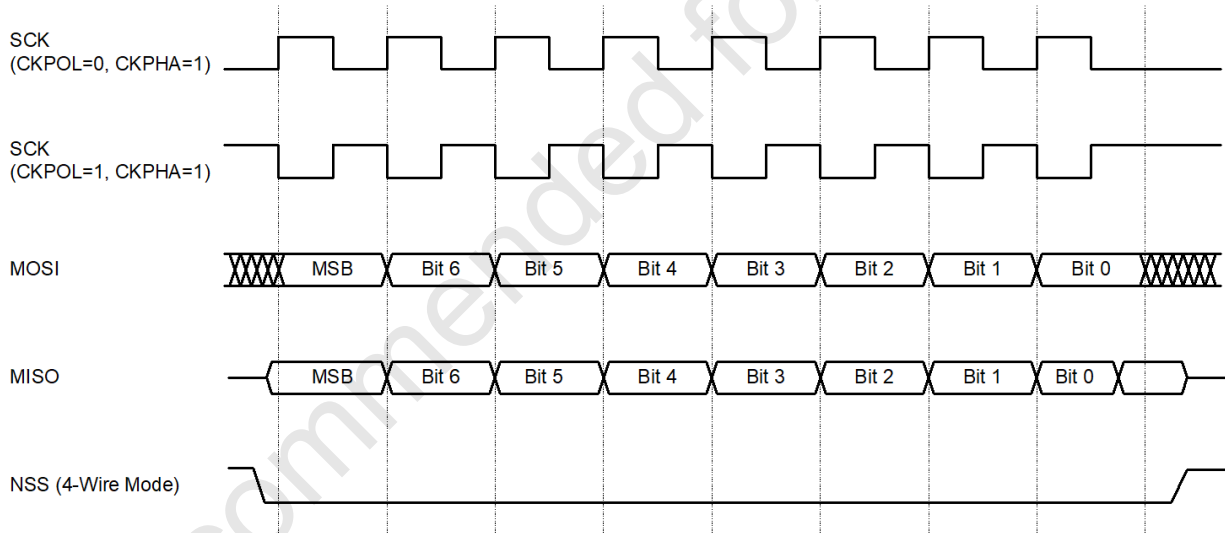 SCK
(CKPOL=0, CKPHA=1)
SCK
(CKPOL=1, CKPHA=1)
MOSI
MSB Bit 6 Bit 5 Bit 4 Bit 3 Bit 2 Bit 1 Bit 0
MISO
MSB Bit 6 Bit 5 Bit 4 Bit 3 Bit 2 Bit 1 Bit 0
NSS (4-Wire Mode)
commended fo